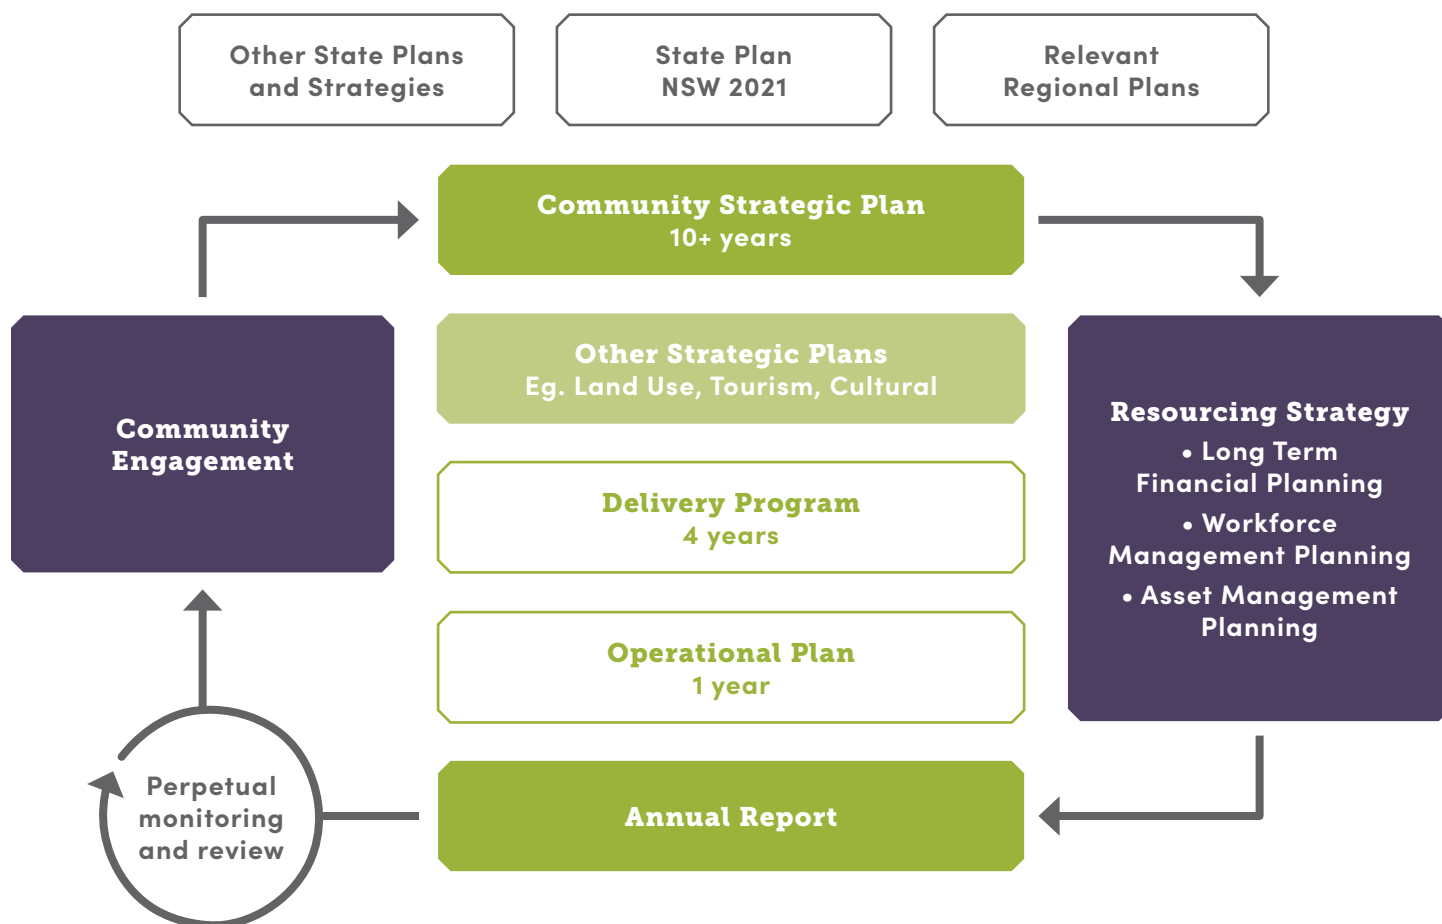 Other State Plans
and Strategies
State Plan
NSW 2021
Relevant
Regional Plans
Community Strategic Plan
10+ years
Community
Engagement
Other Strategic Plans
Eg. Land Use, Tourism, Cultural
Delivery Program
4 years
Operational Plan
1 year
Resourcing Strategy
• Long Term
Financial Planning
• Workforce
Management Planning
• Asset Management
Planning
Perpetual
monitoring
and review
Annual Report